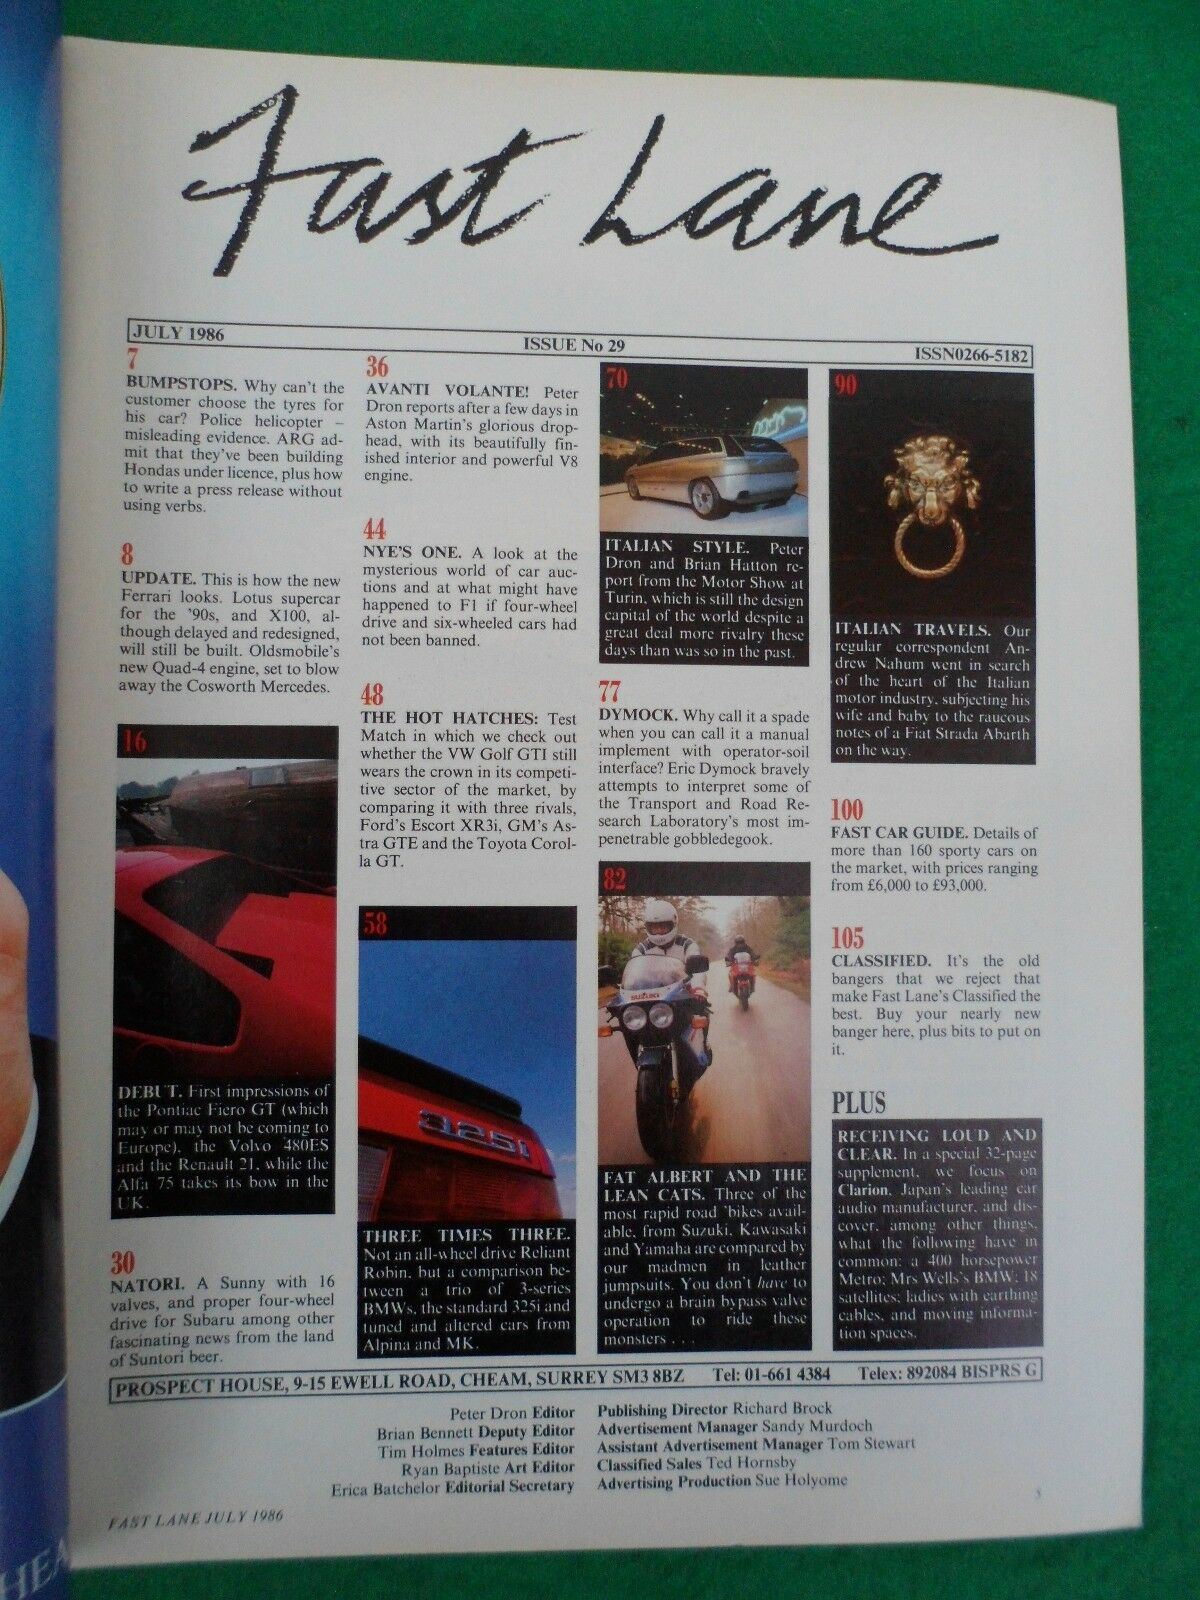 Fast Lane
JULY 1986
ISSUE No 29
ISSN0266-5182
7
BUMPSTOPS. Why can't the
customer choose the tyres for
his car? Police helicopter –
misleading evidence. ARG ad-
mit that they've been building
Hondas under licence, plus how
to write a press release without
using verbs.
8
UPDATE. This is how the new
Ferrari looks. Lotus supercar
for the '90s, and X100, al-
though delayed and redesigned,
will still be built. Oldsmobile's
new Quad-4 engine, set to blow
away the Cosworth Mercedes.
16
DEBUT. First impressions of
the Pontiac Fiero GT (which
may or may not be coming to
Europe), the Volvo 480ES
and the Renault 21, while the
Alfa 75 takes its bow in the
UK.
30
NATORI. A Sunny with 16
valves, and proper four-wheel
drive for Subaru among other
fascinating news from the land
of Suntori beer.
36
AVANTI VOLANTE! Peter
Dron reports after a few days in
Aston Martin's glorious drop-
head, with its beautifully fin-
ished interior and powerful V8
engine.
44
NYE'S ONE. A look at the
mysterious world of car auc-
tions and at what might have
happened to F1 if four-wheel
drive and six-wheeled cars had
not been banned.
48
THE HOT HATCHES: Test
Match in which we check out
whether the VW Golf GTI still
wears the crown in its competi-
tive sector of the market, by
comparing it with three rivals,
Ford's Escort XR3i, GM's As-
tra GTE and the Toyota Corol-
la GT.
58
325i
THREE TIMES THREE.
Not an all-wheel drive Reliant
Robin, but a comparison be-
tween a trio of 3-series
BMWs, the standard 325i and
tuned and altered cars from
Alpina and MK.
70
ITALIAN STYLE. Peter
Dron and Brian Hatton re-
port from the Motor Show at
Turin, which is still the design
capital of the world despite a
great deal more rivalry these
days than was so in the past.
77
DYMOCK. Why call it a spade
when you can call it a manual
implement with operator-soil
interface? Eric Dymock bravely
attempts to interpret some of
the Transport and Road Re-
search Laboratory's most im-
penetrable gobbledegook.
82
SUZUKI
FAT ALBERT AND THE
LEAN CATS. Three of the
most rapid road 'bikes avail-
able, from Suzuki, Kawasaki
and Yamaha are compared by
our madmen in leather
jumpsuits. You don't have to
undergo a brain bypass valve
operation to ride these
monsters . . .
90
ITALIAN TRAVELS. Our
regular correspondent An-
drew Nahum went in search
of the heart of the Italian
motor industry, subjecting his
wife and baby to the raucous
notes of a Fiat Strada Abarth
on the way.
100
FAST CAR GUIDE. Details of
more than 160 sporty cars on
the market, with prices ranging
from £6,000 to £93,000.
105
CLASSIFIED. It's the old
bangers that we reject that
make Fast Lane's Classified the
best. Buy your nearly new
banger here, plus bits to put on
it.
PLUS
RECEIVING LOUD AND
CLEAR. In a special 32-page
supplement, we focus on
Clarion, Japan's leading car
audio manufacturer, and dis-
cover, among other things,
what the following have in
common: a 400 horsepower
Metro; Mrs Wells's BMW; 18
satellites; ladies with earthing
cables, and moving informa-
tion spaces.
PROSPECT HOUSE, 9-15 EWELL ROAD, CHEAM, SURREY SM3 8BZ Tel: 01-661 4384 Telex: 892084 BISPRS G
Peter Dron Editor
Brian Bennett Deputy Editor
Tim Holmes Features Editor
Ryan Baptiste Art Editor
Erica Batchelor Editorial Secretary
Publishing Director Richard Brock
Advertisement Manager Sandy Murdoch
Assistant Advertisement Manager Tom Stewart
Classified Sales Ted Hornsby
Advertising Production Sue Holyome
FAST LANE JULY 1986
5
HEA